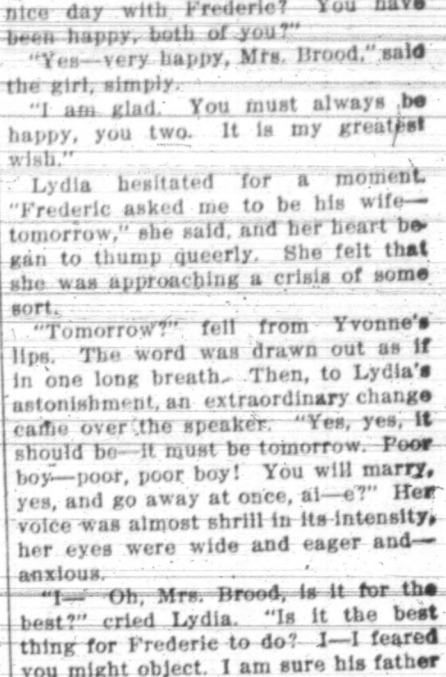 nice day with Frederic? You have
been happy, both of you?"
"Yes—very happy, Mrs. Brood," said
the girl, simply.
"I am glad. You must always be
happy, you two. It is my greatest
wish."
Lydia hesitated for a moment.
"Frederic asked me to be his wife—
tomorrow," she said, and her heart be-
gan to thump queerly. She felt that
she was approaching a crisis of some
sort.
"Tomorrow?" fell from Yvonne's
lips. The word was drawn out as if
in one long breath. Then, to Lydia's
astonishment, an extraordinary change
came over the speaker. "Yes, yes, it
should be—it must be tomorrow. Poor
boy—poor, poor boy! You will marry,
yes, and go away at once, ai—e?" Her
voice was almost shrill in its intensity,
her eyes were wide and eager and—
anxious.
"I— Oh, Mrs. Brood, is it for the
best?" cried Lydia. "Is it the best
thing for Frederic to do? I—I feared
you might object. I am sure his father